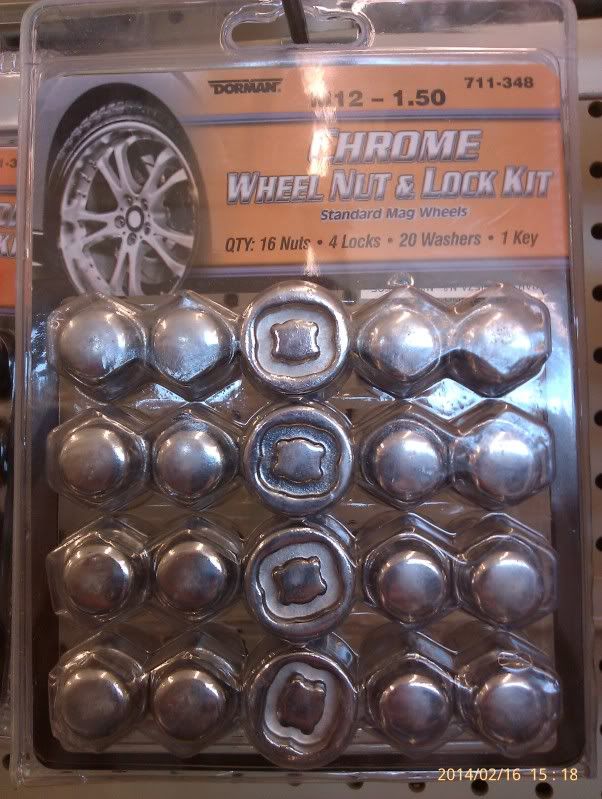 DORMAN
M12 – 1.50
711-348
CHROME
WHEEL NUT & LOCK KIT
Standard Mag Wheels
QTY: 16 Nuts • 4 Locks • 20 Washers • 1 Key
2014/02/16 15:18